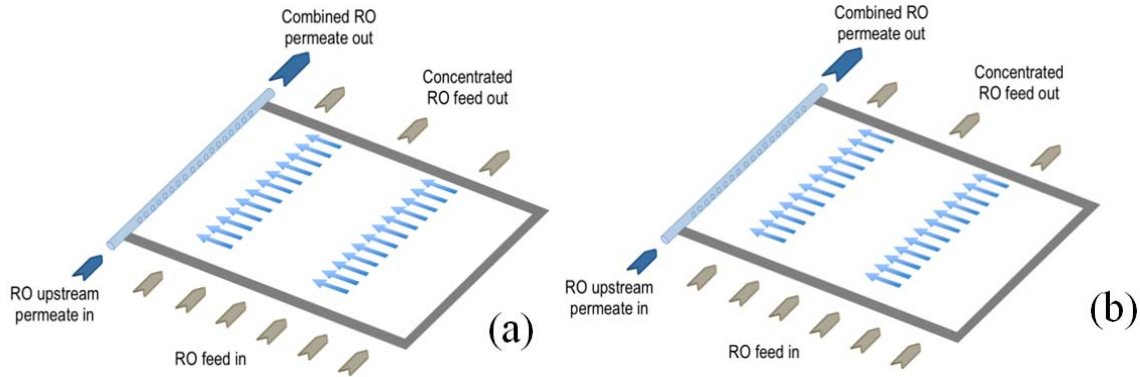 Combined RO
permeate out
Concentrated
RO feed out
RO upstream
permeate in
RO feed in
(a)
Combined RO
permeate out
Concentrated
RO feed out
RO upstream
permeate in
RO feed in
(b)